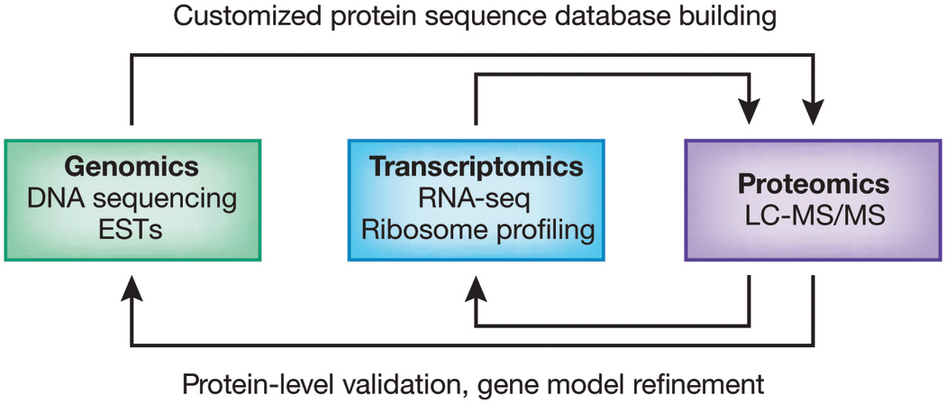 Customized protein sequence database building
Genomics
DNA sequencing
ESTs
Transcriptomics
RNA-seq
Ribosome profiling
Proteomics
LC-MS/MS
Protein-level validation, gene model refinement